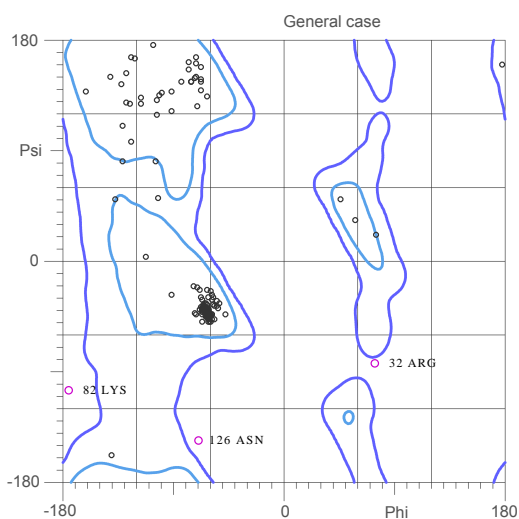 General case
180
Psi
0
32 ARG
82 LYS
126 ASN
-180
-180
0
Phi
180